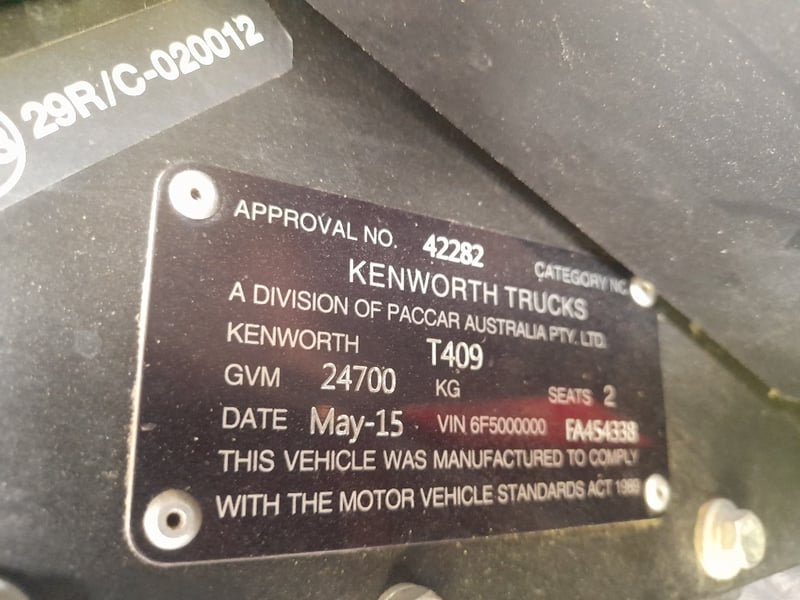 29R/C-020012
APPROVAL NO. 42282 CATEGORY
KENWORTH TRUCKS
A DIVISION OF PACCAR AUSTRALIA PTY. LTD.
KENWORTH T409
GVM 24700 KG SEATS 2
DATE May-15 VIN 6F5000000 FA454338
THIS VEHICLE WAS MANUFACTURED TO COMPLY
WITH THE MOTOR VEHICLE STANDARDS ACT 1989